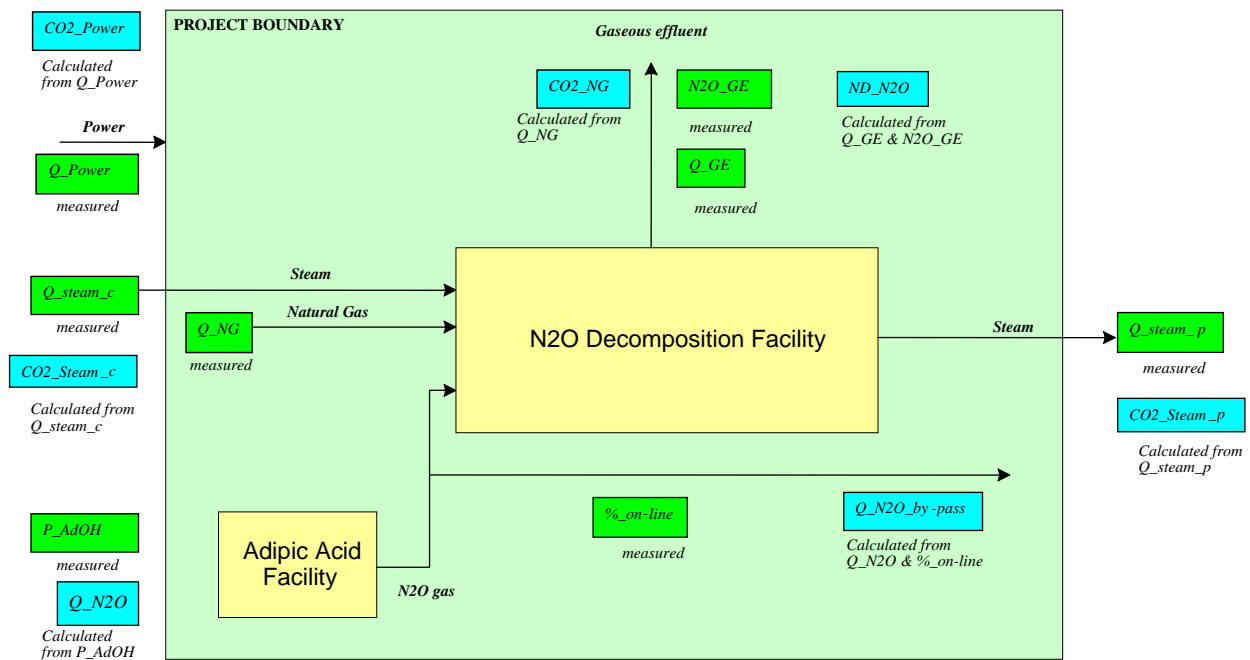 CO2_Power
Calculated
from Q_Power
Power
Q_Power
measured
Q_steam_c
measured
CO2_Steam_c
Calculated from
Q_steam_c
P_AdOH
measured
Q_N2O
Calculated
from P_AdOH
PROJECT BOUNDARY
Gaseous effluent
CO2_NG
Calculated from
Q_NG
N2O_GE
measured
Q_GE
measured
ND_N2O
Calculated from
Q_GE & N2O_GE
Steam
Natural Gas
Q_NG
measured
N2O Decomposition Facility
Steam
Q_steam_p
measured
CO2_Steam_p
Calculated from
Q_steam_p
Adipic Acid
Facility
N2O gas
%_on-line
measured
Q_N2O_by-pass
Calculated from
Q_N2O & %_on-line